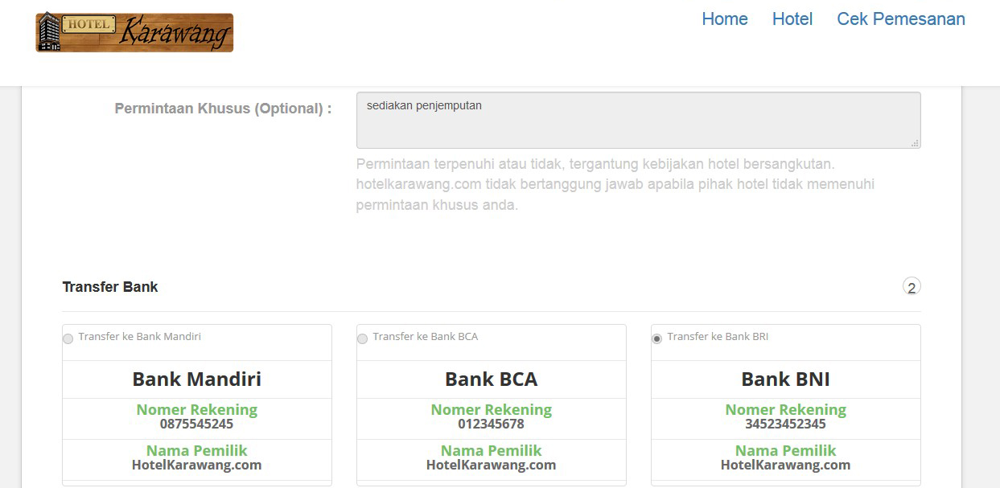 HOTEL Karawang
Home Hotel Cek Pemesanan
Permintaan Khusus (Optional) :
sediakan penjemputan
Permintaan terpenuhi atau tidak, tergantung kebijakan hotel bersangkutan.
hotelkarawang.com tidak bertanggung jawab apabila pihak hotel tidak memenuhi
permintaan khusus anda.
Transfer Bank
2
Transfer ke Bank Mandiri
Bank Mandiri
Nomer Rekening
0875545245
Nama Pemilik
HotelKarawang.com
Transfer ke Bank BCA
Bank BCA
Nomer Rekening
012345678
Nama Pemilik
HotelKarawang.com
Transfer ke Bank BRI
Bank BNI
Nomer Rekening
34523452345
Nama Pemilik
HotelKarawang.com